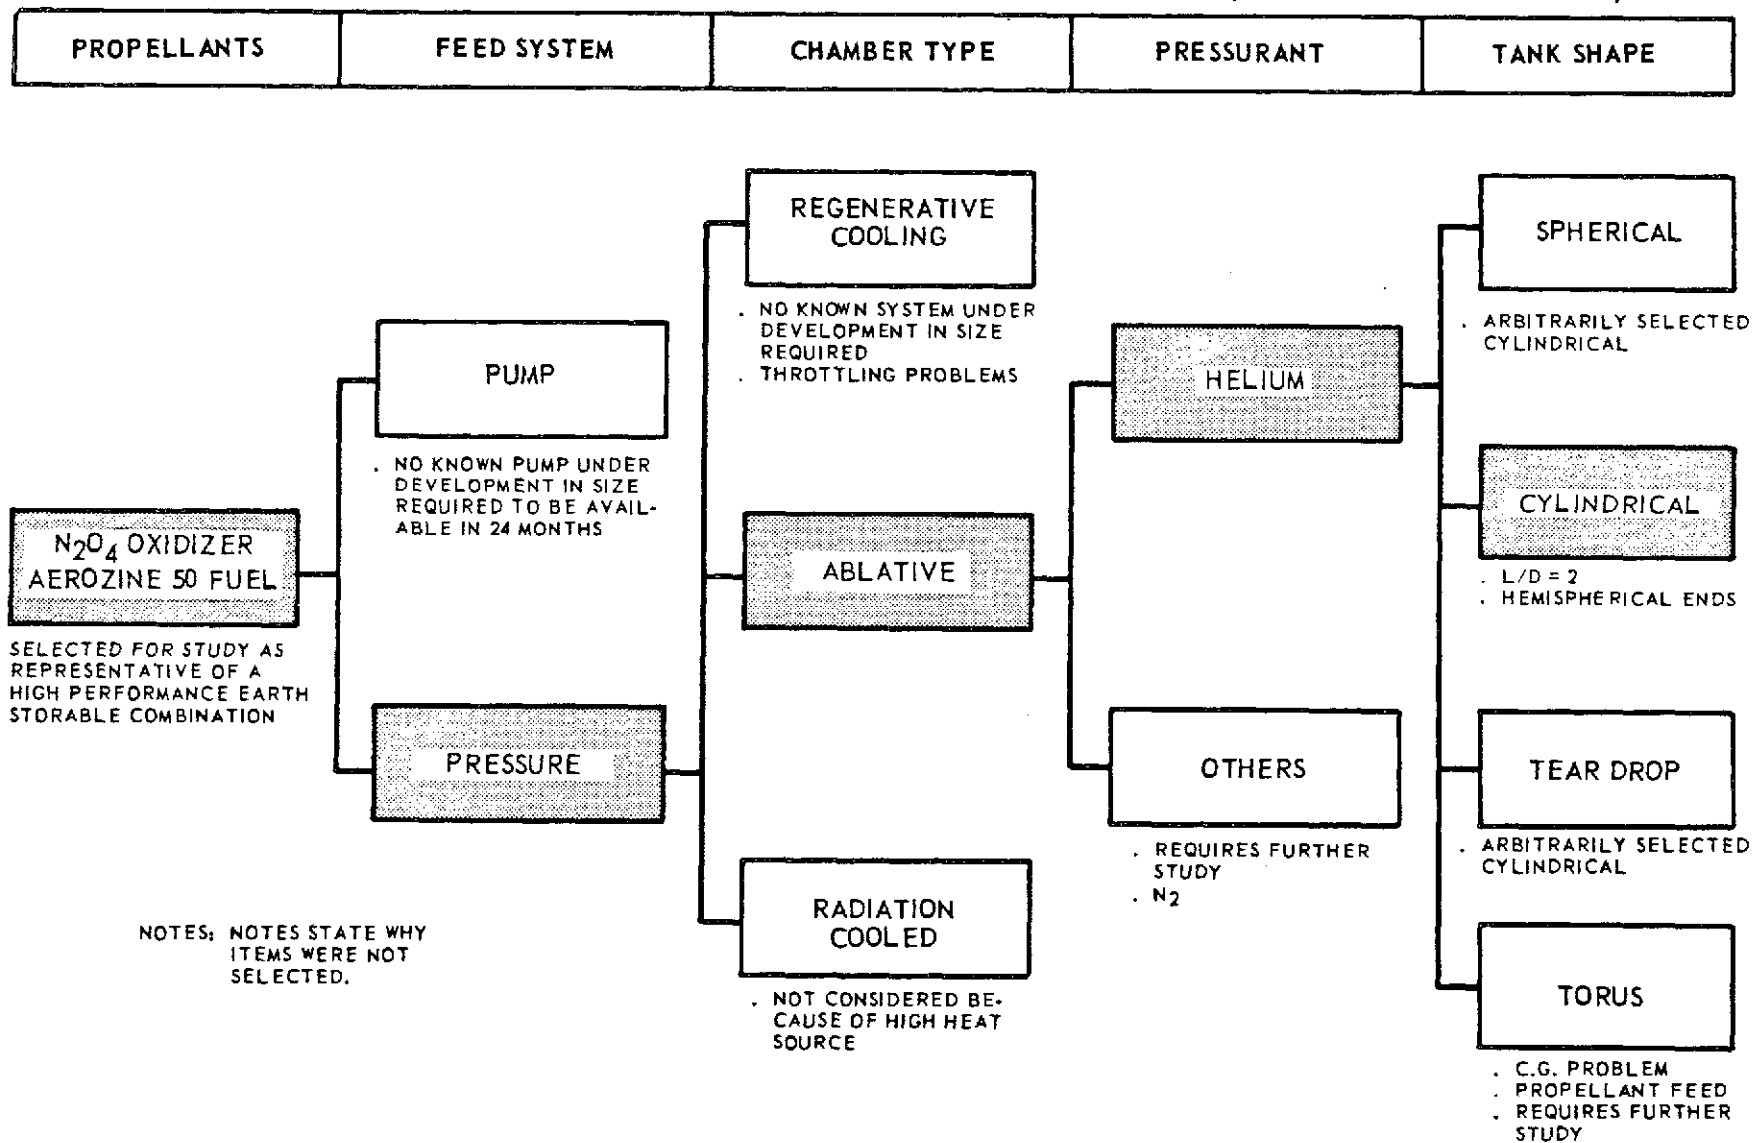 PROPELLANTS
FEED SYSTEM
CHAMBER TYPE
PRESSURANT
TANK SHAPE
N2O4 OXIDIZER
AEROZINE 50 FUEL
SELECTED FOR STUDY AS
REPRESENTATIVE OF A
HIGH PERFORMANCE EARTH
STORABLE COMBINATION
PUMP
. NO KNOWN PUMP UNDER
DEVELOPMENT IN SIZE
REQUIRED TO BE AVAIL-
ABLE IN 24 MONTHS
PRESSURE
REGENERATIVE
COOLING
. NO KNOWN SYSTEM UNDER
DEVELOPMENT IN SIZE
REQUIRED
. THROTTLING PROBLEMS
ABLATIVE
RADIATION
COOLED
. NOT CONSIDERED BE-
CAUSE OF HIGH HEAT
SOURCE
HELIUM
OTHERS
. REQUIRES FURTHER
STUDY
. N2
SPHERICAL
. ARBITRARILY SELECTED
CYLINDRICAL
CYLINDRICAL
. L/D = 2
. HEMISPHERICAL ENDS
TEAR DROP
. ARBITRARILY SELECTED
CYLINDRICAL
TORUS
. C.G. PROBLEM
. PROPELLANT FEED
. REQUIRES FURTHER
STUDY
NOTES: NOTES STATE WHY
ITEMS WERE NOT
SELECTED.